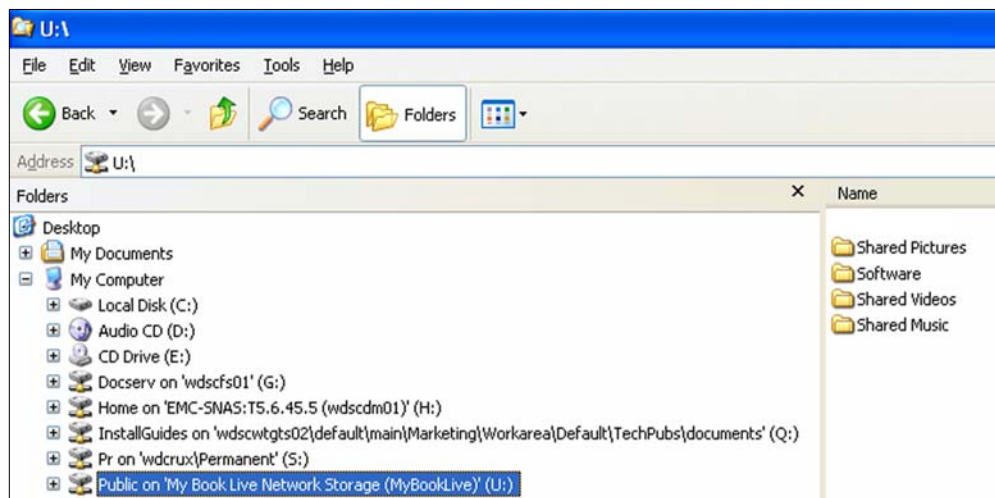 U:\
File Edit View Favorites Tools Help
Back Search Folders
Address U:\
Folders X Name
Desktop
My Documents
My Computer
Local Disk (C:)
Audio CD (D:)
CD Drive (E:)
Docserv on 'wdscfs01' (G:)
Home on 'EMC-SNAS:T5.6.45.5 (wdscdm01)' (H:)
InstallGuides on 'wdscwtgts02\default\main\Marketing\Workarea\Default\TechPubs\documents' (Q:)
Pr on 'wdcrux\Permanent' (S:)
Public on 'My Book Live Network Storage (MyBookLive)' (U:)
Shared Pictures
Software
Shared Videos
Shared Music